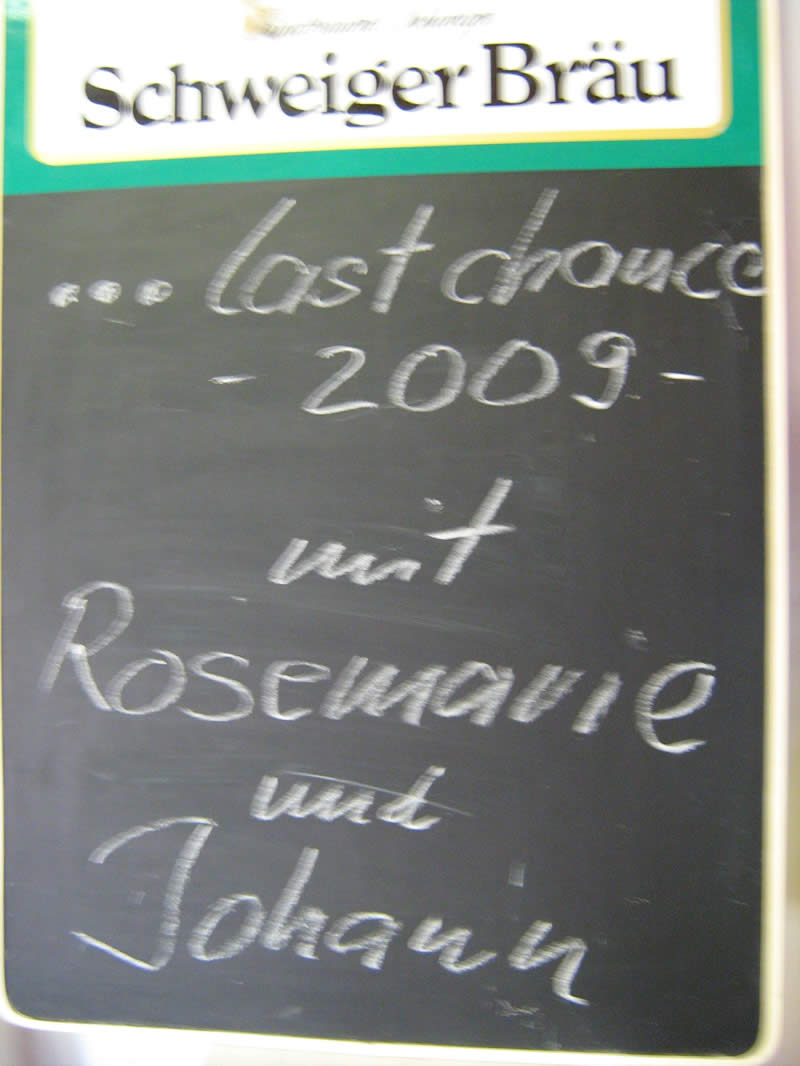 Schweiger Bräu
... last chance
- 2009 -
mit
Rosemarie
und
Johann